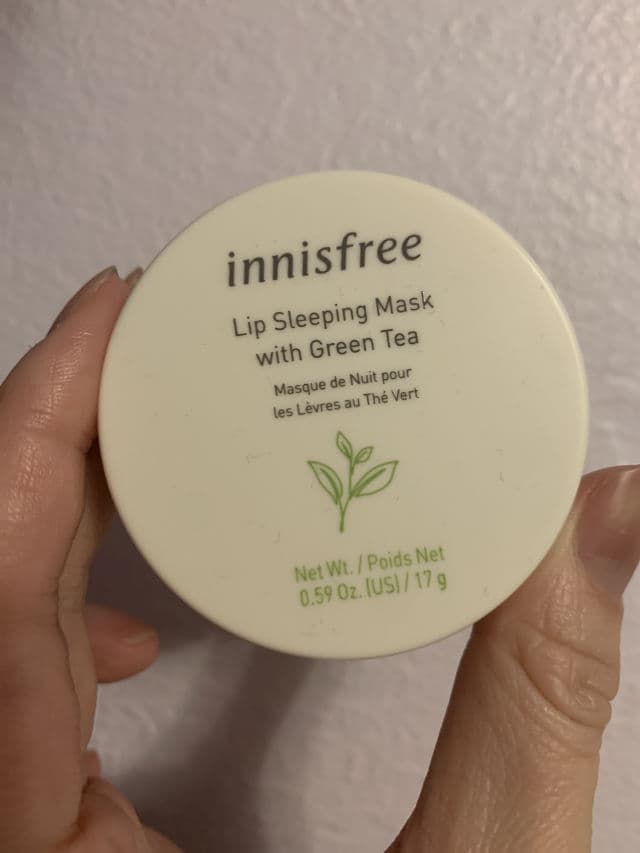 innisfree
Lip Sleeping Mask
with Green Tea
Masque de Nuit pour
les Lèvres au Thé Vert
Net Wt. / Poids Net
0.59 Oz. (US) / 17 g